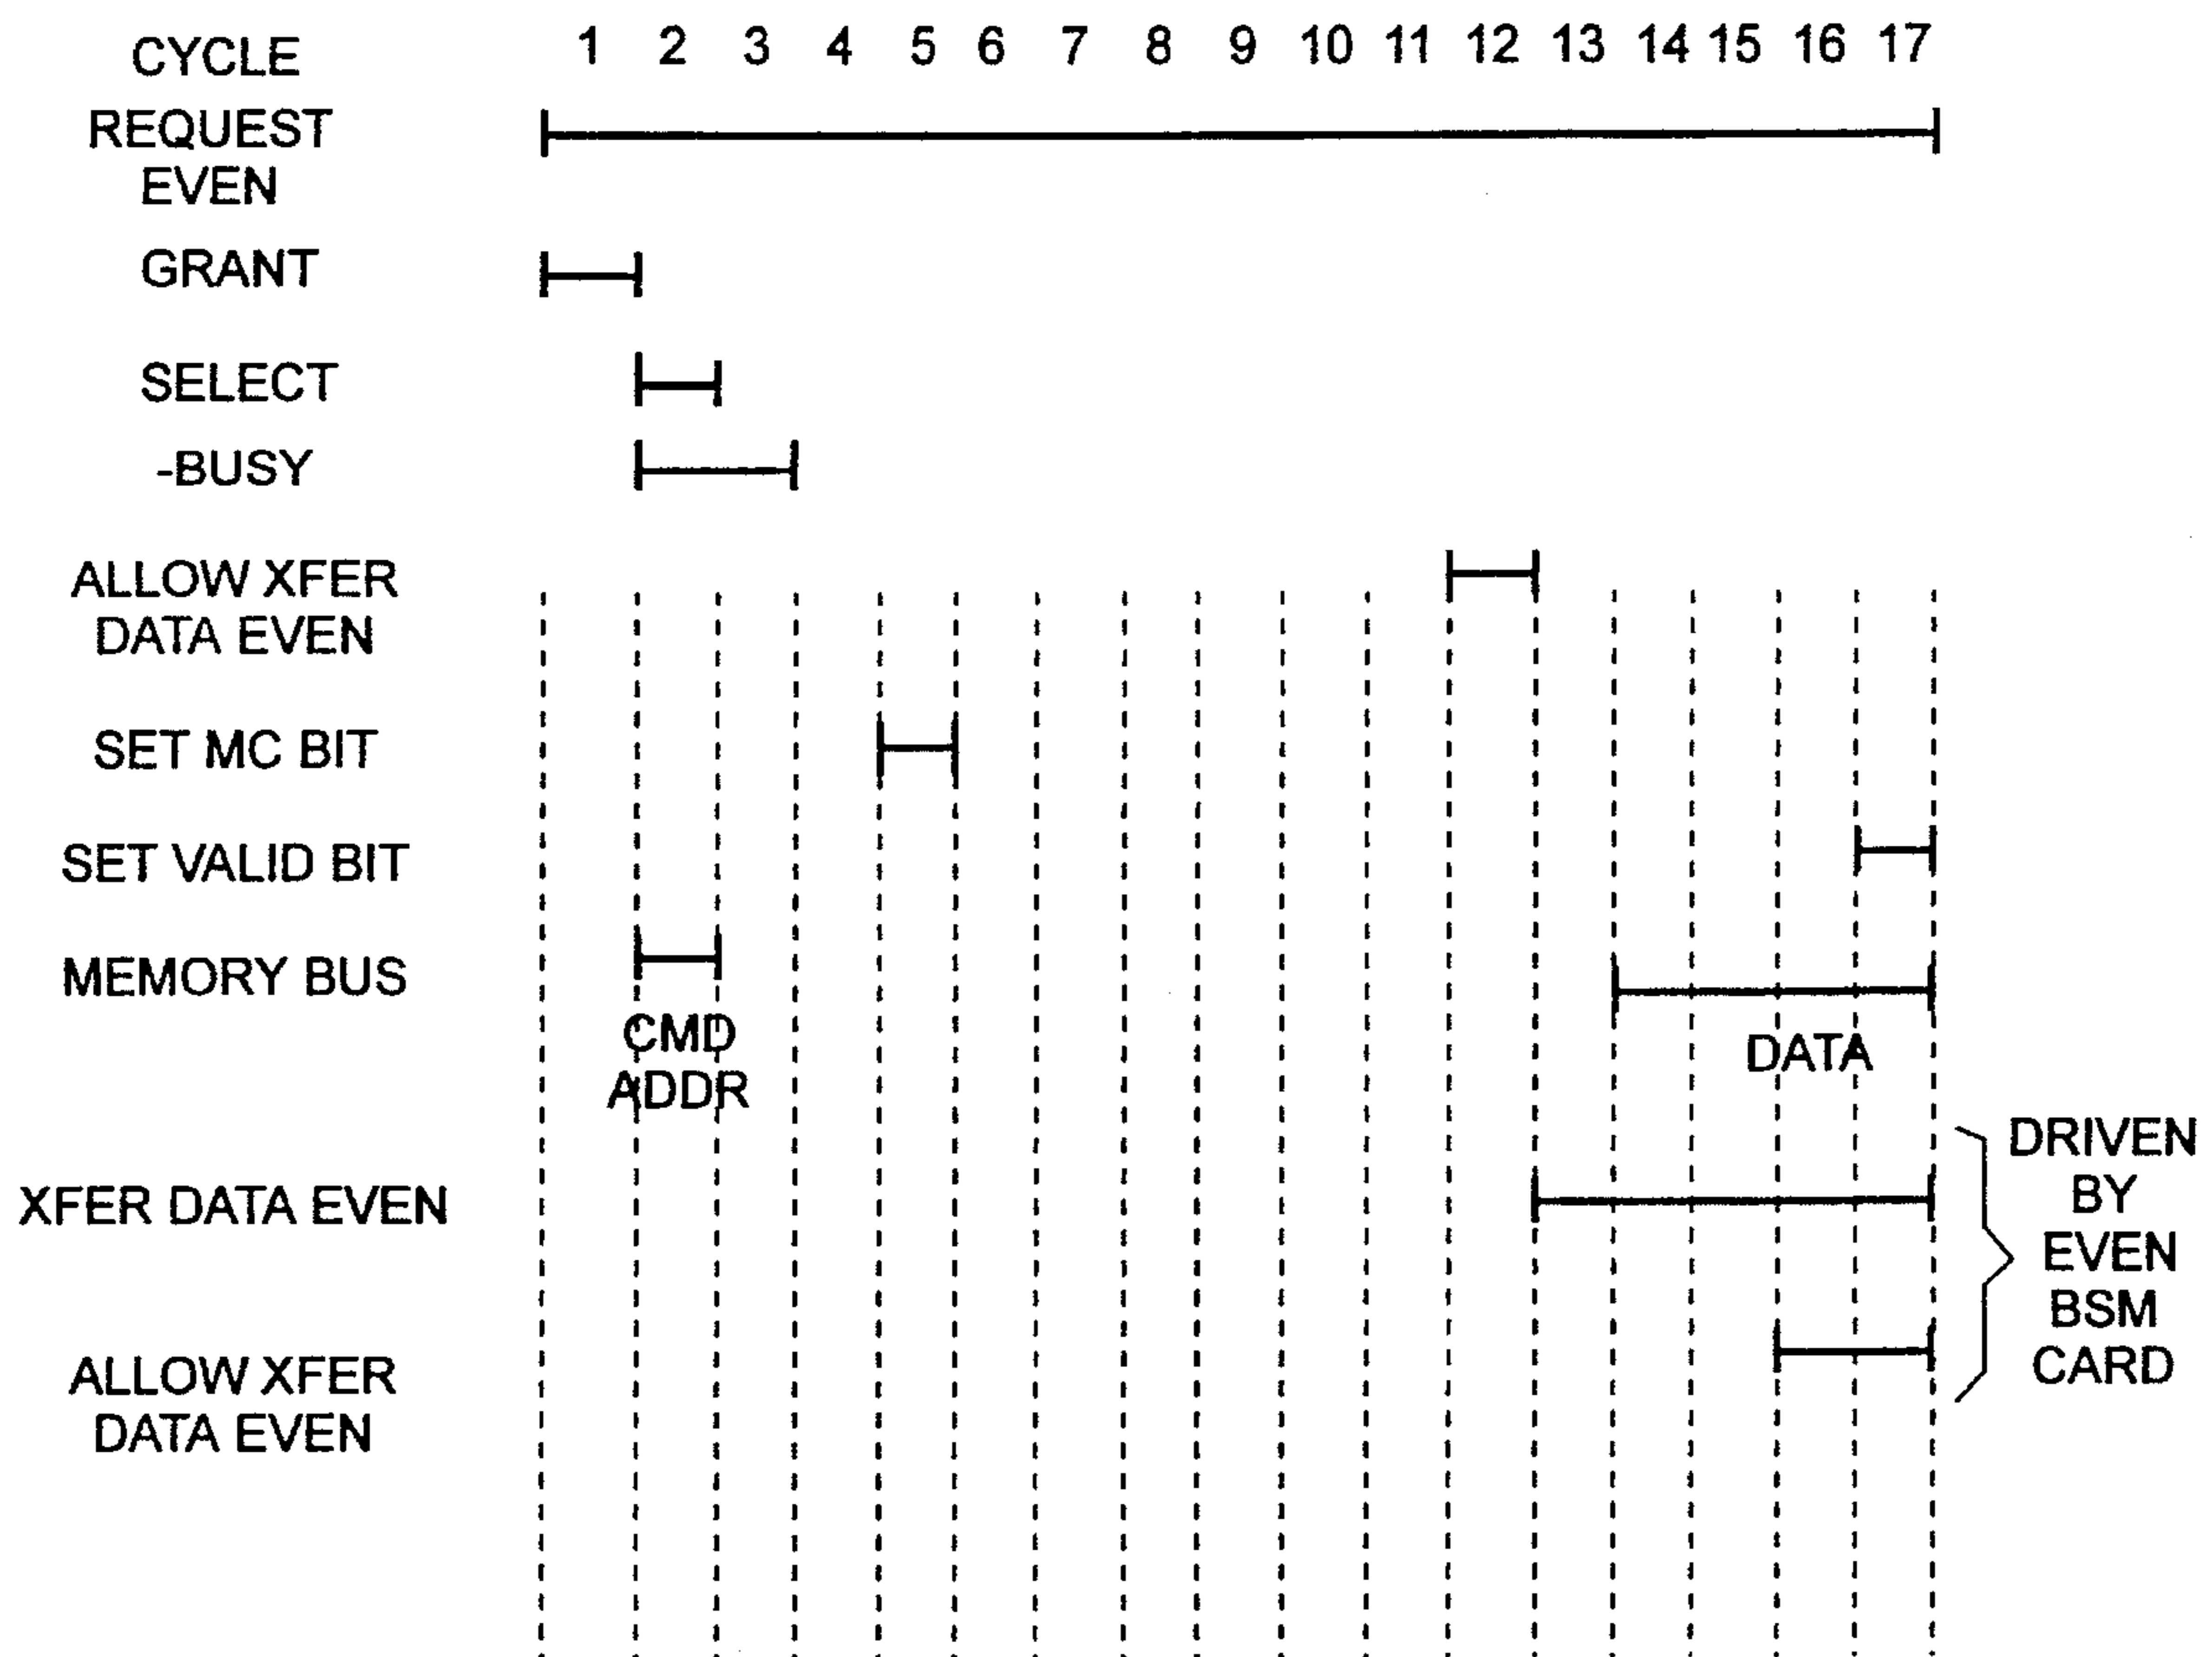 CYCLE 1 2 3 4 5 6 7 8 9 10 11 12 13 14 15 16 17
REQUEST
EVEN
GRANT
SELECT
-BUSY
ALLOW XFER
DATA EVEN
SET MC BIT
SET VALID BIT
MEMORY BUS
CMD
ADDR
DATA
XFER DATA EVEN
ALLOW XFER
DATA EVEN
DRIVEN
BY
EVEN
BSM
CARD